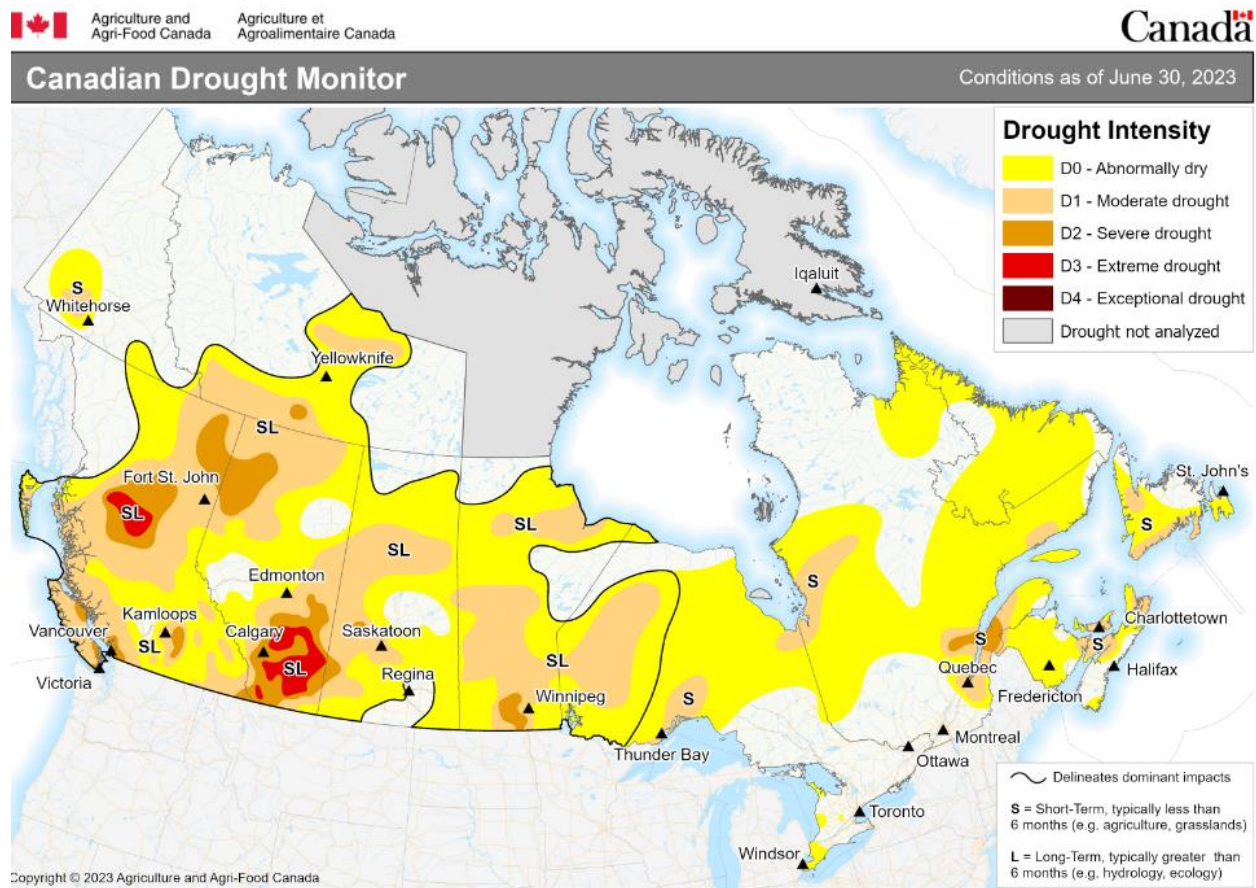 Agriculture and
Agri-Food Canada
Agriculture et
Agroalimentaire Canada
Canada
Canadian Drought Monitor
Conditions as of June 30, 2023
Drought Intensity
D0 - Abnormally dry
D1 - Moderate drought
D2 - Severe drought
D3 - Extreme drought
D4 - Exceptional drought
Drought not analyzed
Iqaluit
S
Whitehorse
Yellowknife
SL
Fort St. John
St. John's
SL
SL
S
SL
Edmonton
S
Kamloops
Charlottetown
Vancouver
Calgary
Saskatoon
S
S
SL
SL
SL
Quebec
Halifax
Victoria
Regina
Fredericton
Winnipeg
S
Montreal
Thunder Bay
Ottawa
Toronto
Windsor
Delineates dominant impacts
S = Short-Term, typically less than
6 months (e.g. agriculture, grasslands)
L = Long-Term, typically greater than
6 months (e.g. hydrology, ecology)
Copyright © 2023 Agriculture and Agri-Food Canada